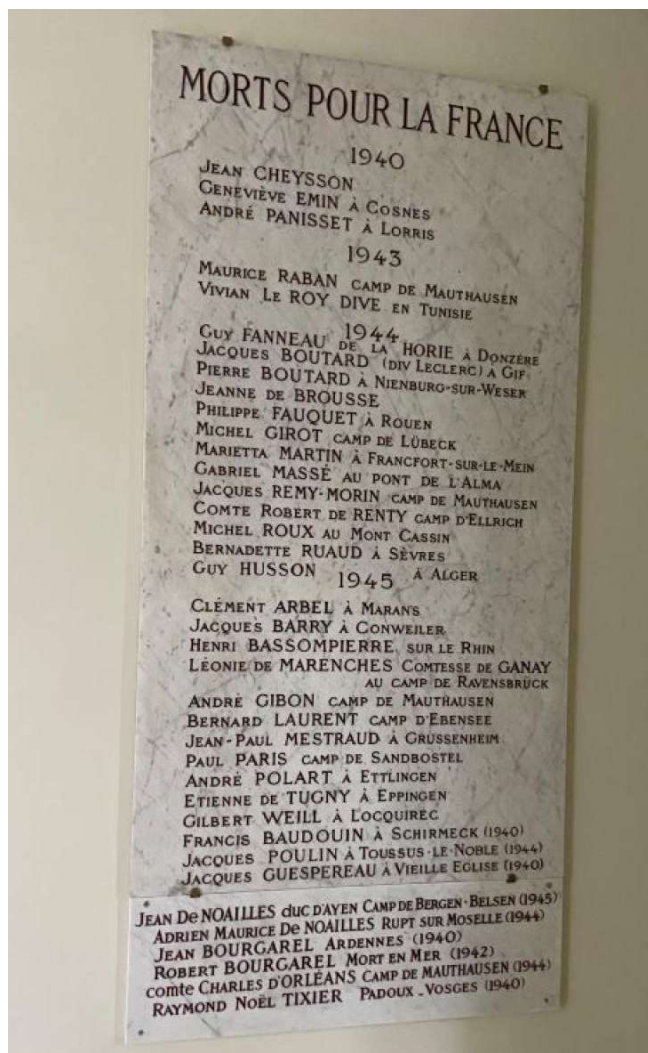 MORTS POUR LA FRANCE
1940
JEAN CHEYSSON
GENEVIÈVE EMIN À COSNES
ANDRÉ PANISSET À LORRIS
1943
MAURICE RABAN CAMP DE MAUTHAUSEN
VIVIAN LE ROY DIVE EN TUNISIE
1944
GUY FANNEAU DE LA HORIE À DONZÈRE
JACQUES BOUTARD (DIV LECLERC) À GIF
PIERRE BOUTARD À NIENBURG-SUR-WESER
JEANNE DE BROUSSE
PHILIPPE FAUQUET À ROUEN
MICHEL GIROT CAMP DE LÜBECK
MARIETTA MARTIN À FRANCFORT-SUR-LE-MEIN
GABRIEL MASSÉ AU PONT DE L'ALMA
JACQUES REMY-MORIN CAMP DE MAUTHAUSEN
COMTE ROBERT DE RENTY CAMP D'ELLRICH
MICHEL ROUX AU MONT CASSIN
BERNADETTE RUAUD À SÈVRES
GUY HUSSON À ALGER
1945
CLÉMENT ARBEL À MARANS
JACQUES BARRY À CONWEILER
HENRI BASSOMPIERRE SUR LE RHIN
LÉONIE DE MARENCHES COMTESSE DE GANAY
AU CAMP DE RAVENSBRÜCK
ANDRÉ GIBON CAMP DE MAUTHAUSEN
BERNARD LAURENT CAMP D'EBENSEE
JEAN-PAUL MESTRAUD À GRUSSENHEIM
PAUL PARIS CAMP DE SANDBOSTEL
ANDRÉ POLART À ETTLINGEN
ETIENNE DE TUGNY À EPPINGEN
GILBERT WEILL À LOCQUIREC
FRANCIS BAUDOUIN À SCHIRMECK (1940)
JACQUES POULIN À TOUSSUS-LE-NOBLE (1944)
JACQUES GUESPEREAU À VIEILLE EGLISE (1940)
JEAN De NOAILLES duc D'AYEN CAMP DE BERGEN-BELSEN (1945)
ADRIEN MAURICE De NOAILLES RUPT SUR MOSELLE (1944)
JEAN BOURGAREL ARDENNES (1940)
ROBERT BOURGAREL MORT EN MER (1942)
comte CHARLES D'ORLÉANS CAMP DE MAUTHAUSEN (1944)
RAYMOND NOËL TIXIER PADOUX-VOSGES (1940)